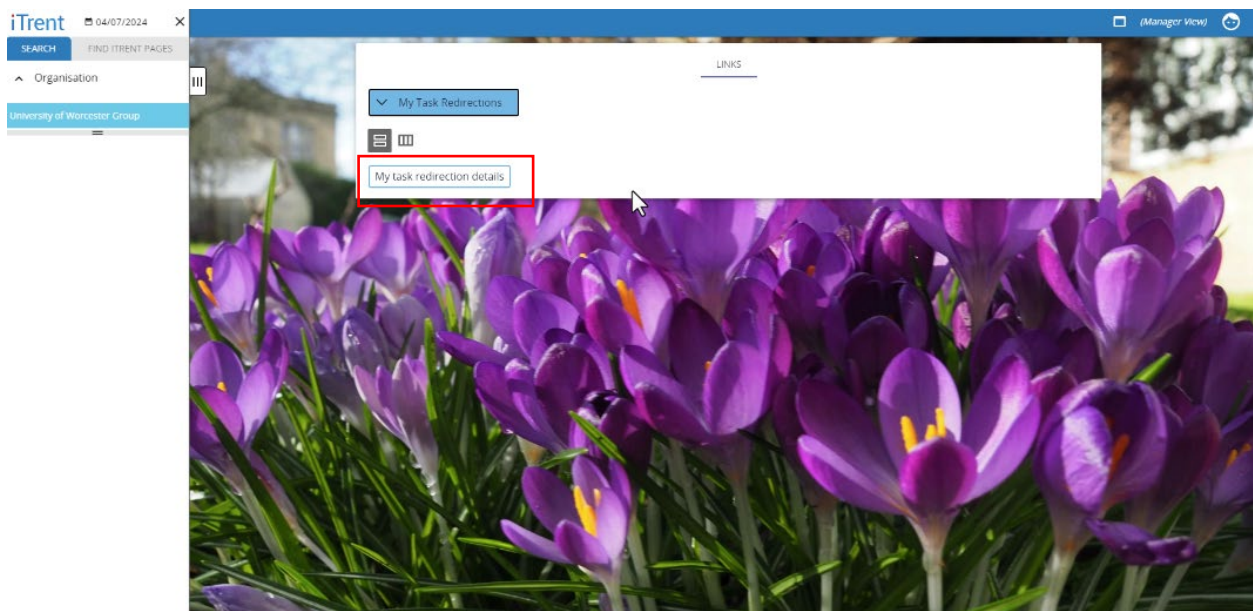 iTrent 04/07/2024
(Manager View)
SEARCH FIND ITRENT PAGES
Organisation
University of Worcester Group
LINKS
My Task Redirections
My task redirection details